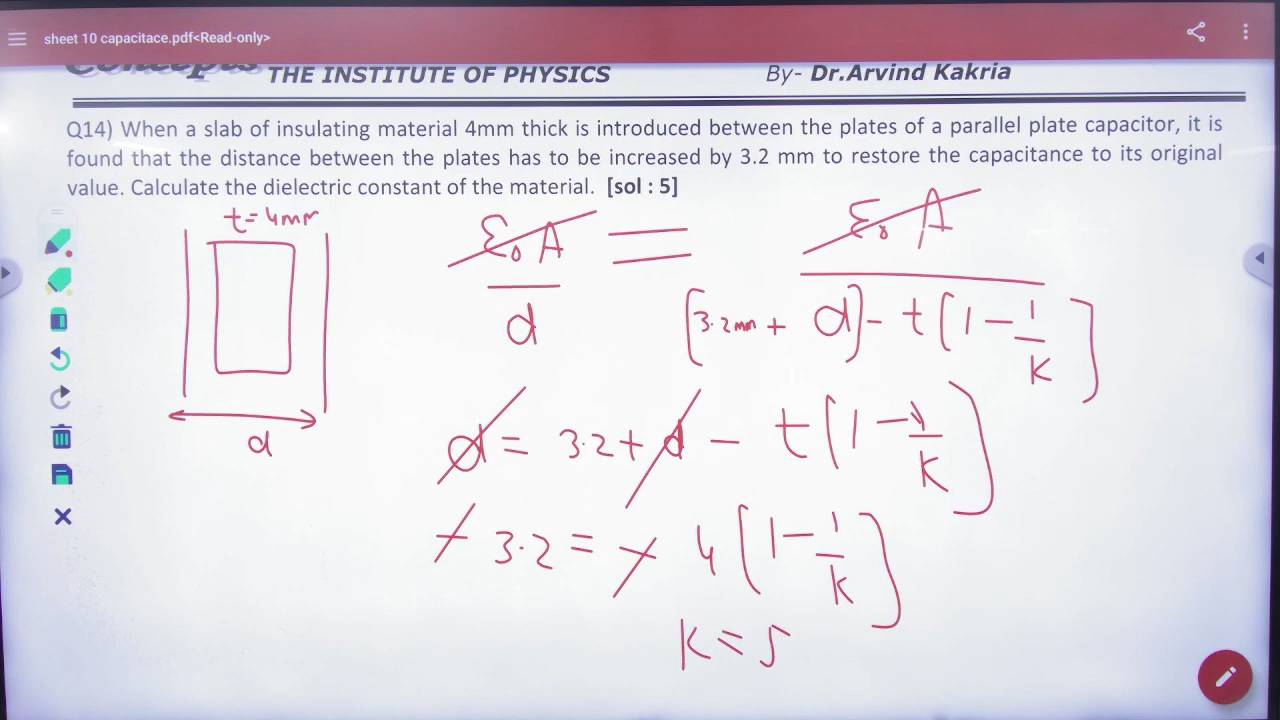 sheet 10 capacitace.pdf<Read-only>
Concepts THE INSTITUTE OF PHYSICS By- Dr.Arvind Kakria
Q14) When a slab of insulating material 4mm thick is introduced between the plates of a parallel plate capacitor, it is
found that the distance between the plates has to be increased by 3.2 mm to restore the capacitance to its original
value. Calculate the dielectric constant of the material. [sol : 5]
t=4mm
d
ε₀A/d = ε₀A/[3.2mm + d] - t[1 - 1/K]
d = 3.2 + d - t[1 - 1/K]
- 3.2 = - 4[1 - 1/K]
K = 5